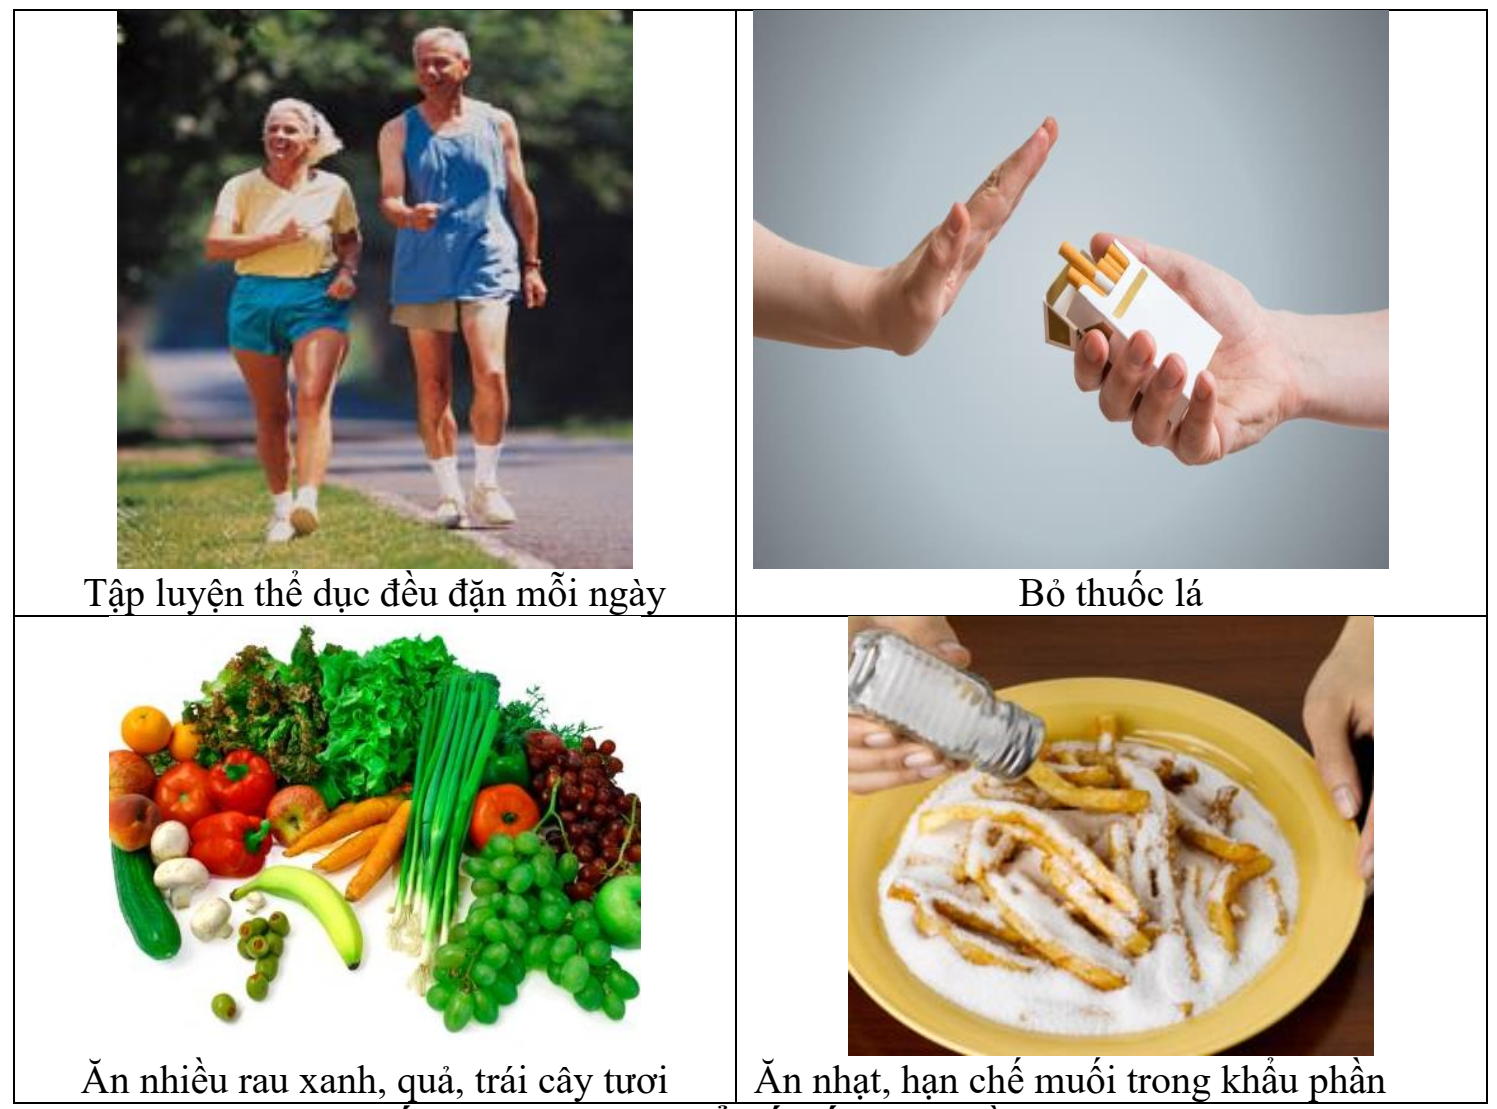 Tập luyện thể dục đều đặn mỗi ngày
Bỏ thuốc lá
Ăn nhiều rau xanh, quả, trái cây tươi
Ăn nhạt, hạn chế muối trong khẩu phần